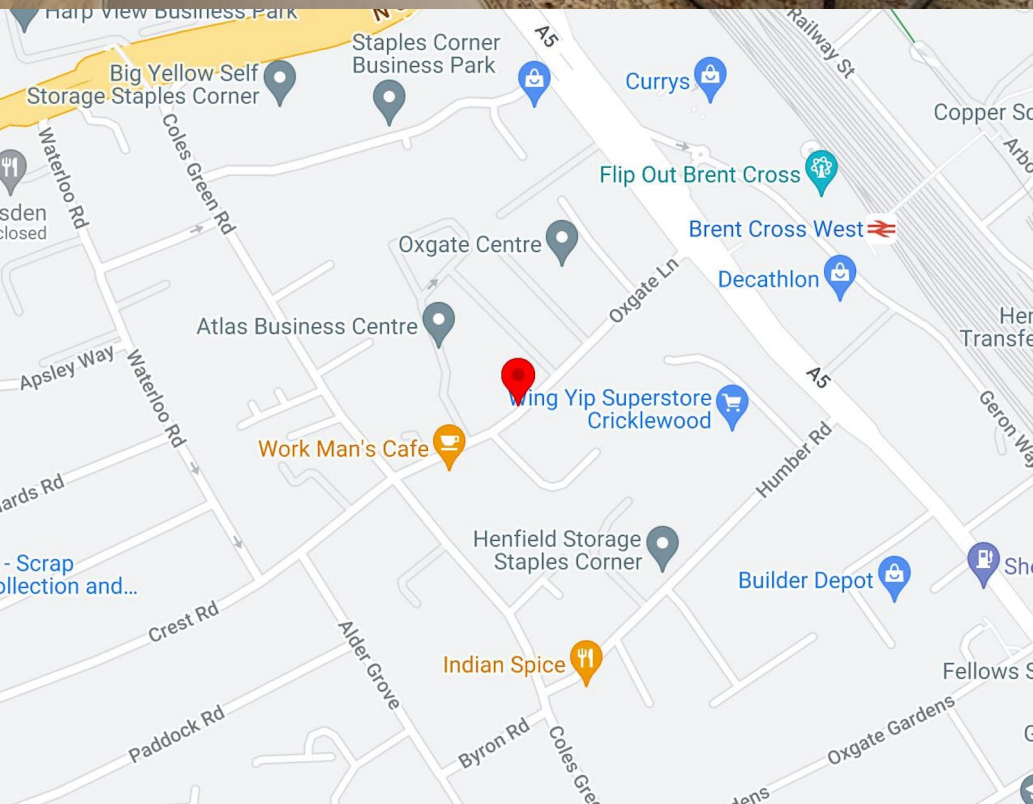 Harp View Business Park
N
A5
Railway St
Staples Corner
Business Park
Big Yellow Self
Storage Staples Corner
Currys
Copper
Waterloo Rd
Coles Green Rd
Flip Out Brent Cross
closed
Brent Cross West
Oxgate Centre
Decathlon
Oxgate Ln
Atlas Business Centre
Apsley Way
Waterloo Rd
A5
Wing Yip Superstore
Cricklewood
Work Man's Cafe
Humber Rd
Geron
Rd
Henfield Storage
Staples Corner
- Scrap
and...
Builder Depot
Crest Rd
Alder Grove
Indian Spice
Fellows
Paddock Rd
Byron Rd
Coles
Oxgate Gardens